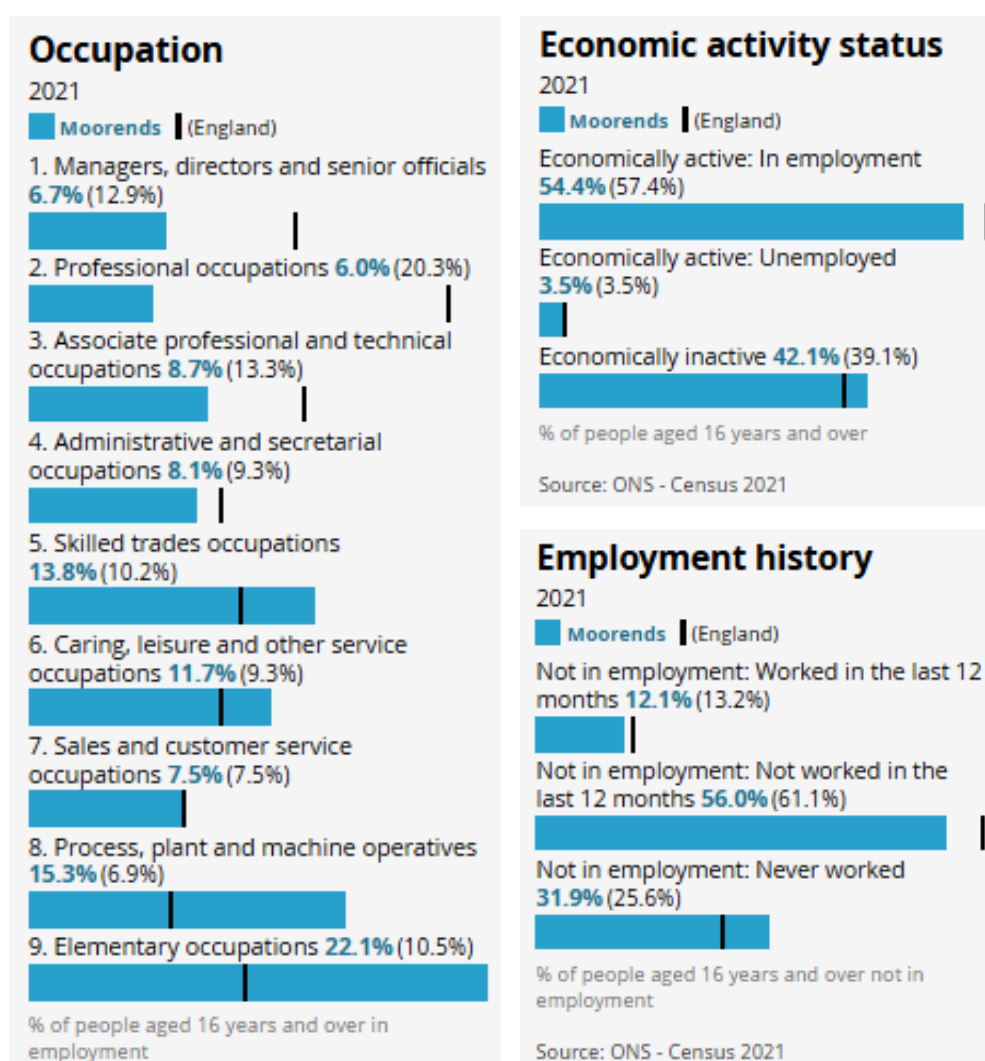 Occupation
2021
Moorends (England)
1. Managers, directors and senior officials
6.7% (12.9%)
2. Professional occupations 6.0% (20.3%)
3. Associate professional and technical
occupations 8.7% (13.3%)
4. Administrative and secretarial
occupations 8.1% (9.3%)
5. Skilled trades occupations
13.8% (10.2%)
6. Caring, leisure and other service
occupations 11.7% (9.3%)
7. Sales and customer service
occupations 7.5% (7.5%)
8. Process, plant and machine operatives
15.3% (6.9%)
9. Elementary occupations 22.1% (10.5%)
% of people aged 16 years and over in
employment
Economic activity status
2021
Moorends (England)
Economically active: In employment
54.4% (57.4%)
Economically active: Unemployed
3.5% (3.5%)
Economically inactive 42.1% (39.1%)
% of people aged 16 years and over
Source: ONS - Census 2021
Employment history
2021
Moorends (England)
Not in employment: Worked in the last 12
months 12.1% (13.2%)
Not in employment: Not worked in the
last 12 months 56.0% (61.1%)
Not in employment: Never worked
31.9% (25.6%)
% of people aged 16 years and over not in
employment
Source: ONS - Census 2021